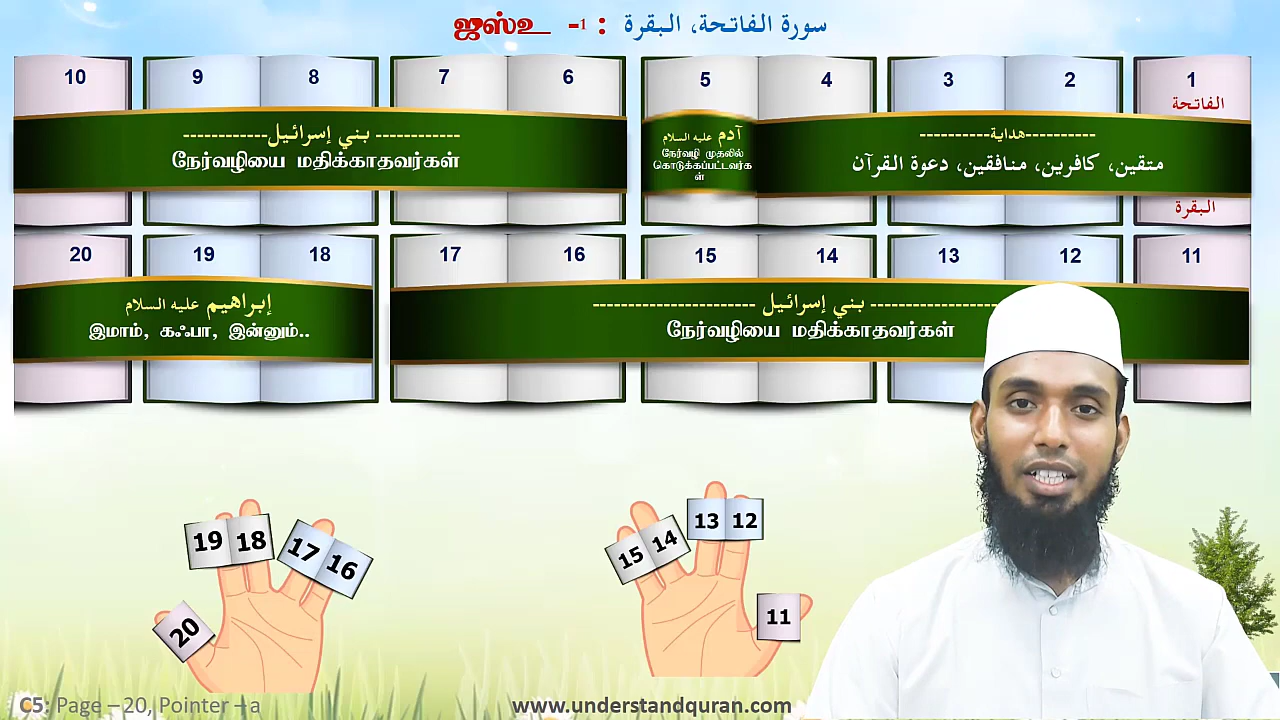 ஜுஸ்உ -1 : سورة الفاتحة، البقرة
10 9 8 7 6 5 4 3 2 1
الفاتحة
------------ بني إسرائيل------------
நேர்வழியை மதிக்காதவர்கள்
آدم عليه السلام
நேர்வழி முதலில்
கொடுக்கப்பட்டவர்க
ள்
----------هداية----------
متقين، كافرين، منافقين، دعوة القرآن
البقرة
20 19 18 17 16 15 14 13 12 11
إبراهيم عليه السلام
இமாம், கஃபா, இன்னும்..
----------------------- بني إسرائيل -----------------------
நேர்வழியை மதிக்காதவர்கள்
19 18
17 16
20
15 14
13 12
11
C5: Page – 20, Pointer – a
www.understandquran.com